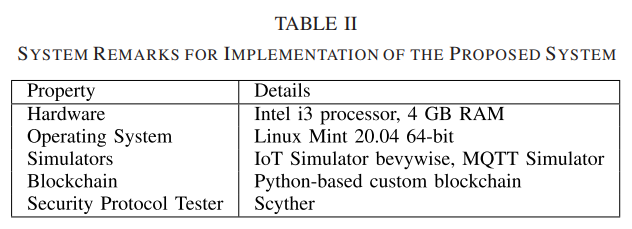 TABLE II
SYSTEM REMARKS FOR IMPLEMENTATION OF THE PROPOSED SYSTEM
Property Details
Hardware Intel i3 processor, 4 GB RAM
Operating System Linux Mint 20.04 64-bit
Simulators IoT Simulator bevywise, MQTT Simulator
Blockchain Python-based custom blockchain
Security Protocol Tester Scyther